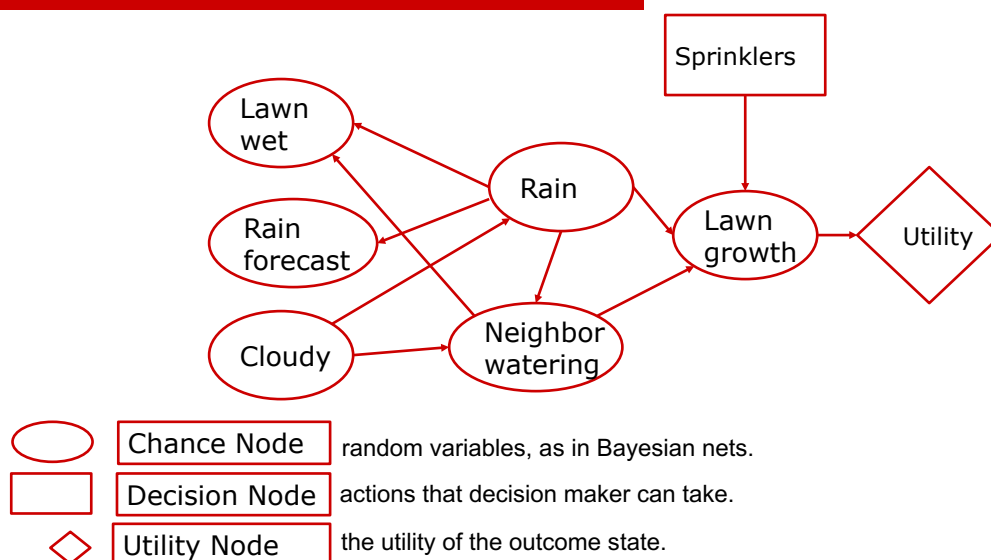 Sprinklers
Lawn
wet
Rain
Rain
forecast
Lawn
growth
Utility
Cloudy
Neighbor
watering
Chance Node random variables, as in Bayesian nets.
Decision Node actions that decision maker can take.
Utility Node the utility of the outcome state.